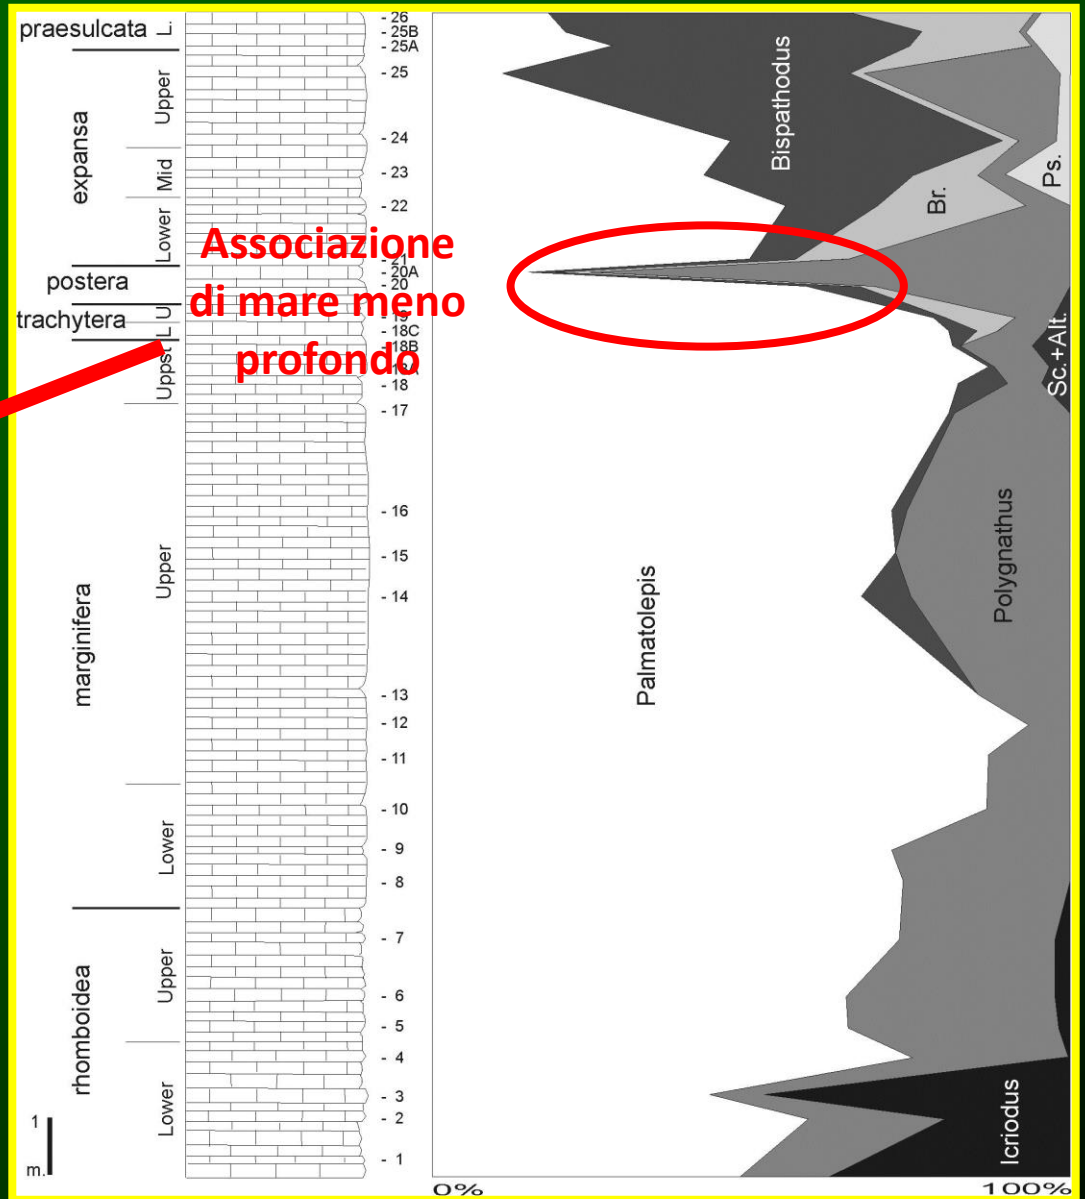 praesulcata
L.
expansa
Upper
Mid
Lower
postera
trachytera
U
L
Uppst
marginifera
Upper
Lower
rhomboidea
Upper
Lower
1
m.
- 26
- 25B
- 25A
- 25
- 24
- 23
- 22
- 21
- 20A
- 20
- 19
- 18C
- 18B
- 18A
- 18
- 17
- 16
- 15
- 14
- 13
- 12
- 11
- 10
- 9
- 8
- 7
- 6
- 5
- 4
- 3
- 2
- 1
Associazione
di mare meno
profondo
Palmatolepis
Bispathodus
Br.
Ps.
Sc.+Alt.
Polygnathus
Icriodus
0%
100%